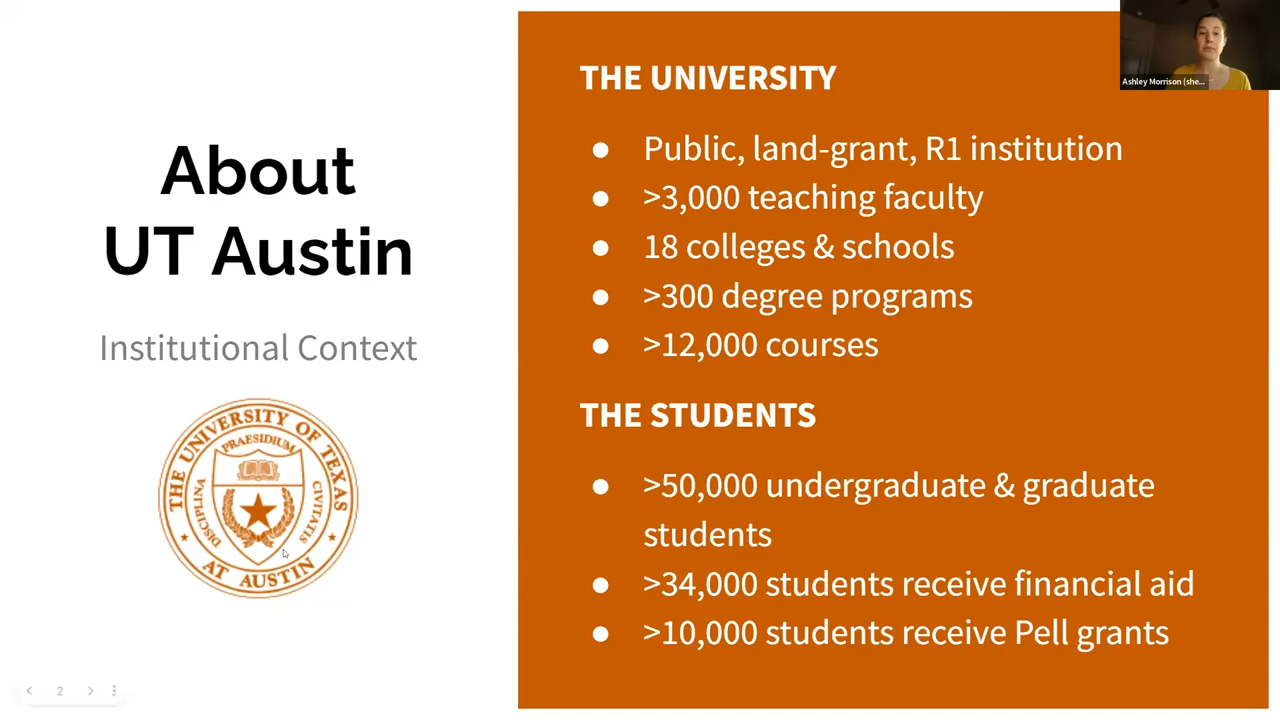 About
UT Austin
Institutional Context
THE UNIVERSITY OF TEXAS
AT AUSTIN
PRAESIDIUM
DISCIPLINA
CIVITATIS
THE UNIVERSITY
● Public, land-grant, R1 institution
● >3,000 teaching faculty
● 18 colleges & schools
● >300 degree programs
● >12,000 courses
THE STUDENTS
● >50,000 undergraduate & graduate
students
● >34,000 students receive financial aid
● >10,000 students receive Pell grants
Ashley Morrison (she...
2